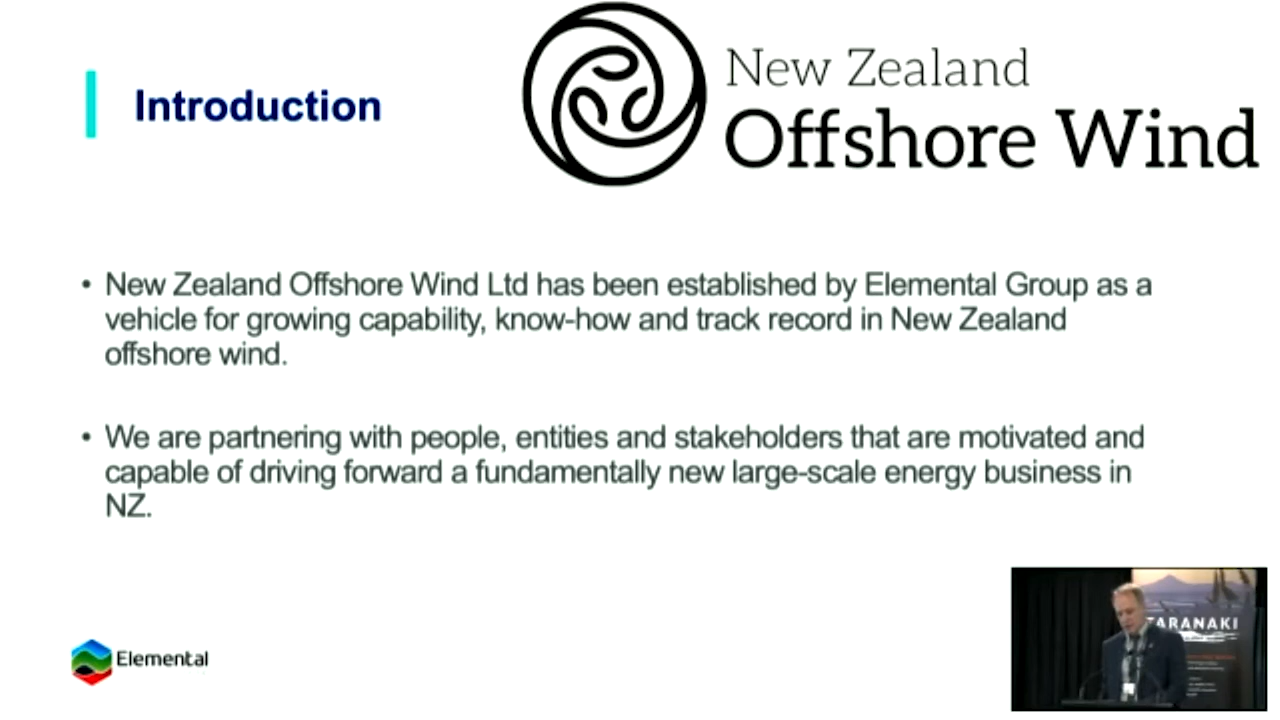 Introduction
New Zealand
Offshore Wind
• New Zealand Offshore Wind Ltd has been established by Elemental Group as a
vehicle for growing capability, know-how and track record in New Zealand
offshore wind.
• We are partnering with people, entities and stakeholders that are motivated and
capable of driving forward a fundamentally new large-scale energy business in
NZ.
Elemental
TARANAKI